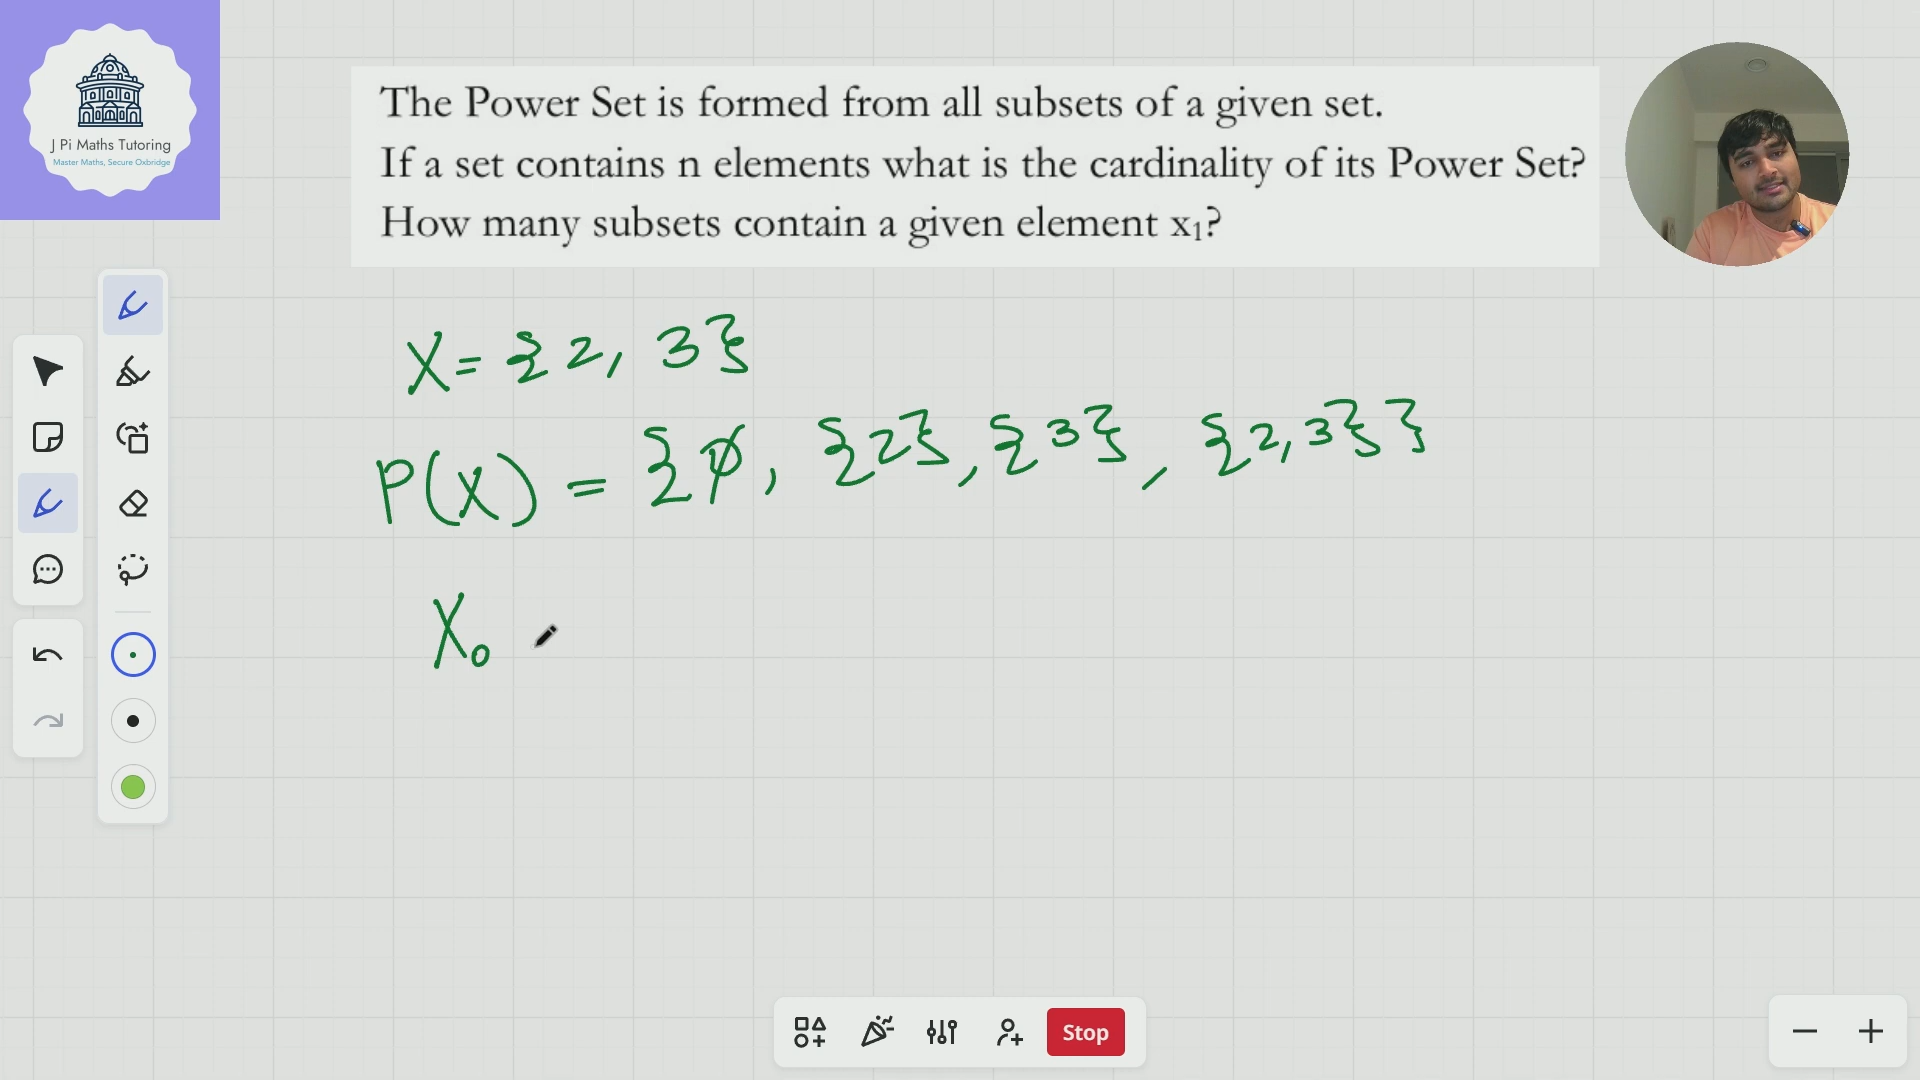 J Pi Maths Tutoring
Master Maths, Secure Oxbridge
The Power Set is formed from all subsets of a given set.
If a set contains n elements what is the cardinality of its Power Set?
How many subsets contain a given element x₁?
X = {2, 3}
P(X) = {∅, {2}, {3}, {2,3}}
X₀
Stop